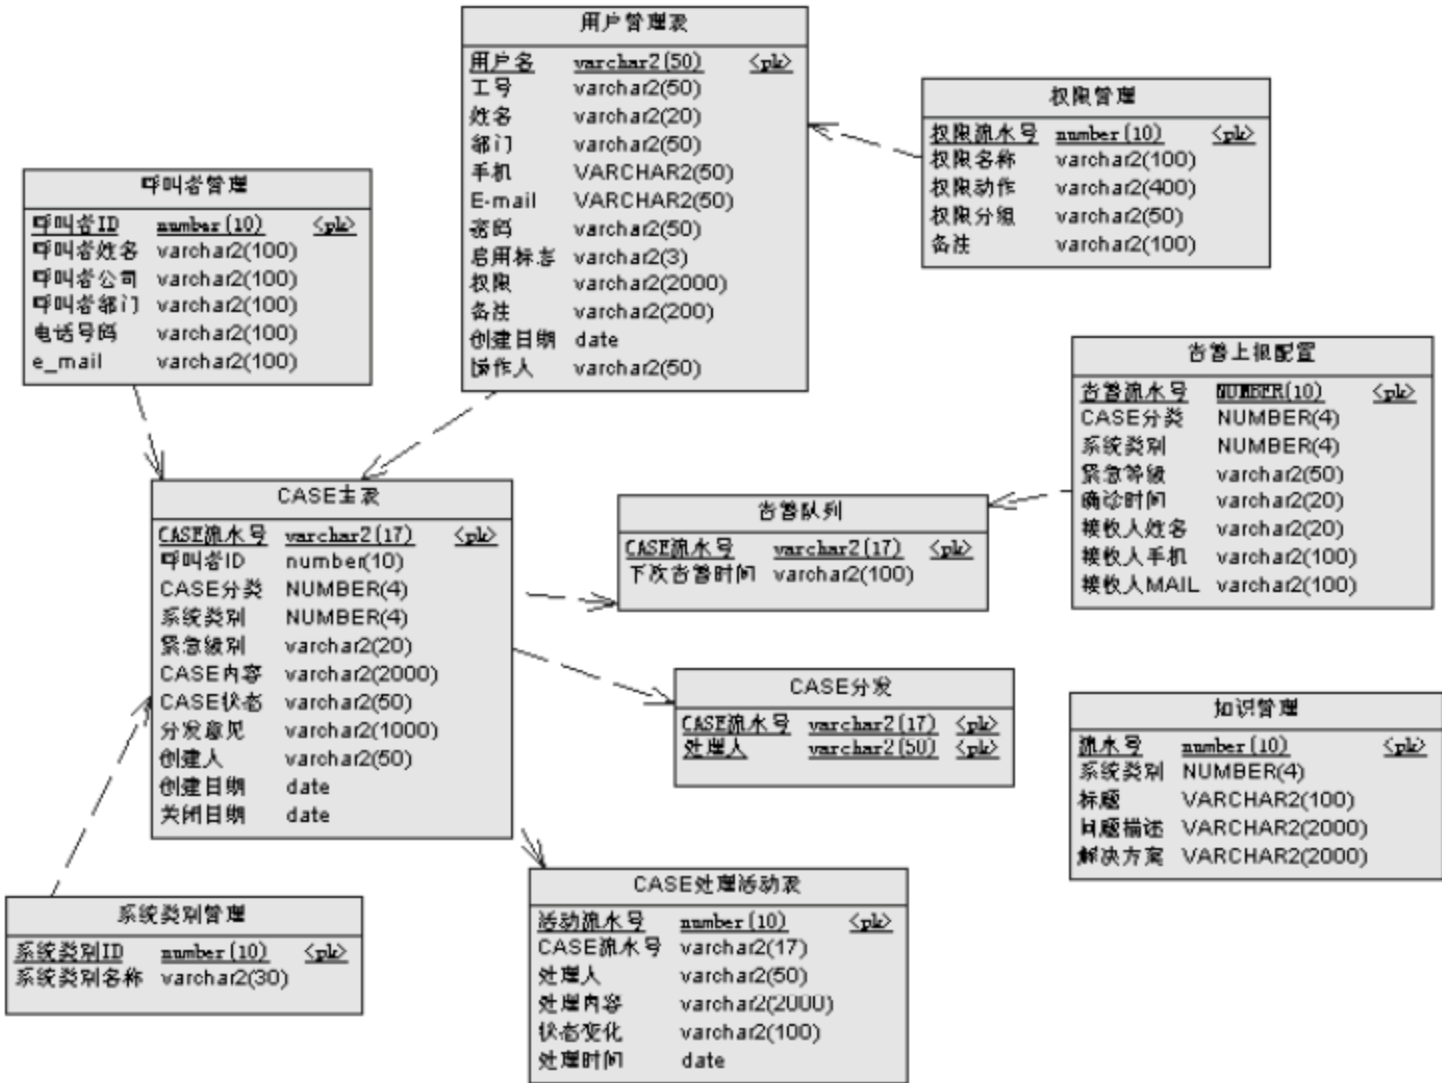 用户管理表
用户名 varchar2(50) <pk>
工号 varchar2(50)
姓名 varchar2(20)
部门 varchar2(50)
手机 VARCHAR2(50)
E-mail VARCHAR2(50)
密码 varchar2(50)
启用标志 varchar2(3)
权限 varchar2(2000)
备注 varchar2(200)
创建日期 date
操作人 varchar2(50)
权限管理
权限流水号 number(10) <pk>
权限名称 varchar2(100)
权限动作 varchar2(400)
权限分组 varchar2(50)
备注 varchar2(100)
呼叫者管理
呼叫者ID number(10) <pk>
呼叫者姓名 varchar2(100)
呼叫者公司 varchar2(100)
呼叫者部门 varchar2(100)
电话号码 varchar2(100)
e_mail varchar2(100)
告警上报配置
告警流水号 NUMBER(10) <pk>
CASE分类 NUMBER(4)
系统类别 NUMBER(4)
紧急等级 varchar2(50)
确诊时间 varchar2(20)
接收人姓名 varchar2(20)
接收人手机 varchar2(100)
接收人MAIL varchar2(100)
CASE主表
CASE流水号 varchar2(17) <pk>
呼叫者ID number(10)
CASE分类 NUMBER(4)
系统类别 NUMBER(4)
紧急级别 varchar2(20)
CASE内容 varchar2(2000)
CASE状态 varchar2(50)
分发意见 varchar2(1000)
创建人 varchar2(50)
创建日期 date
关闭日期 date
告警队列
CASE流水号 varchar2(17) <pk>
下次告警时间 varchar2(100)
CASE分发
CASE流水号 varchar2(17) <pk>
处理人 varchar2(50) <pk>
知识管理
流水号 number(10) <pk>
系统类别 NUMBER(4)
标题 VARCHAR2(100)
问题描述 VARCHAR2(2000)
解决方案 VARCHAR2(2000)
系统类别管理
系统类别ID number(10) <pk>
系统类别名称 varchar2(30)
CASE处理活动表
活动流水号 number(10) <pk>
CASE流水号 varchar2(17)
处理人 varchar2(50)
处理内容 varchar2(2000)
状态变化 varchar2(100)
处理时间 date